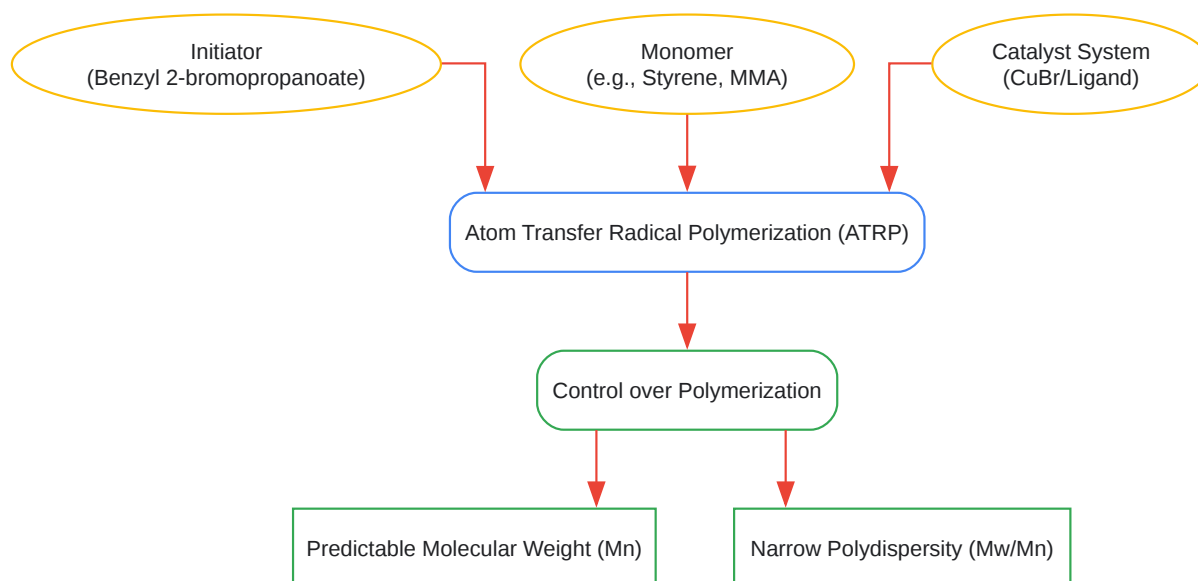 Initiator
(Benzyl 2-bromopropanoate)
Monomer
(e.g., Styrene, MMA)
Catalyst System
(CuBr/Ligand)
Atom Transfer Radical Polymerization (ATRP)
Control over Polymerization
Predictable Molecular Weight (Mn)
Narrow Polydispersity (Mw/Mn)